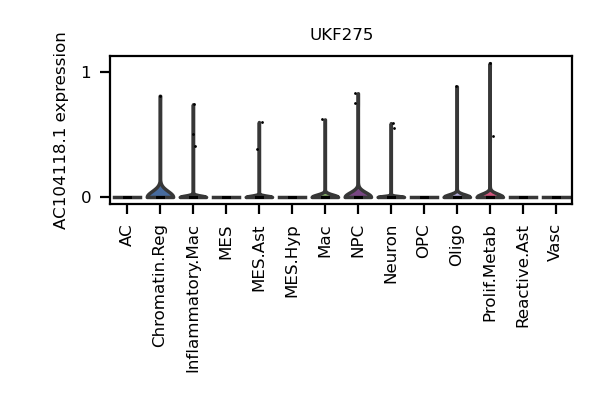 UKF275
AC104118.1 expression
1
0
AC
Chromatin.Reg
Inflammatory.Mac
MES
MES.Ast
MES.Hyp
Mac
NPC
Neuron
OPC
Oligo
Prolif.Metab
Reactive.Ast
Vasc